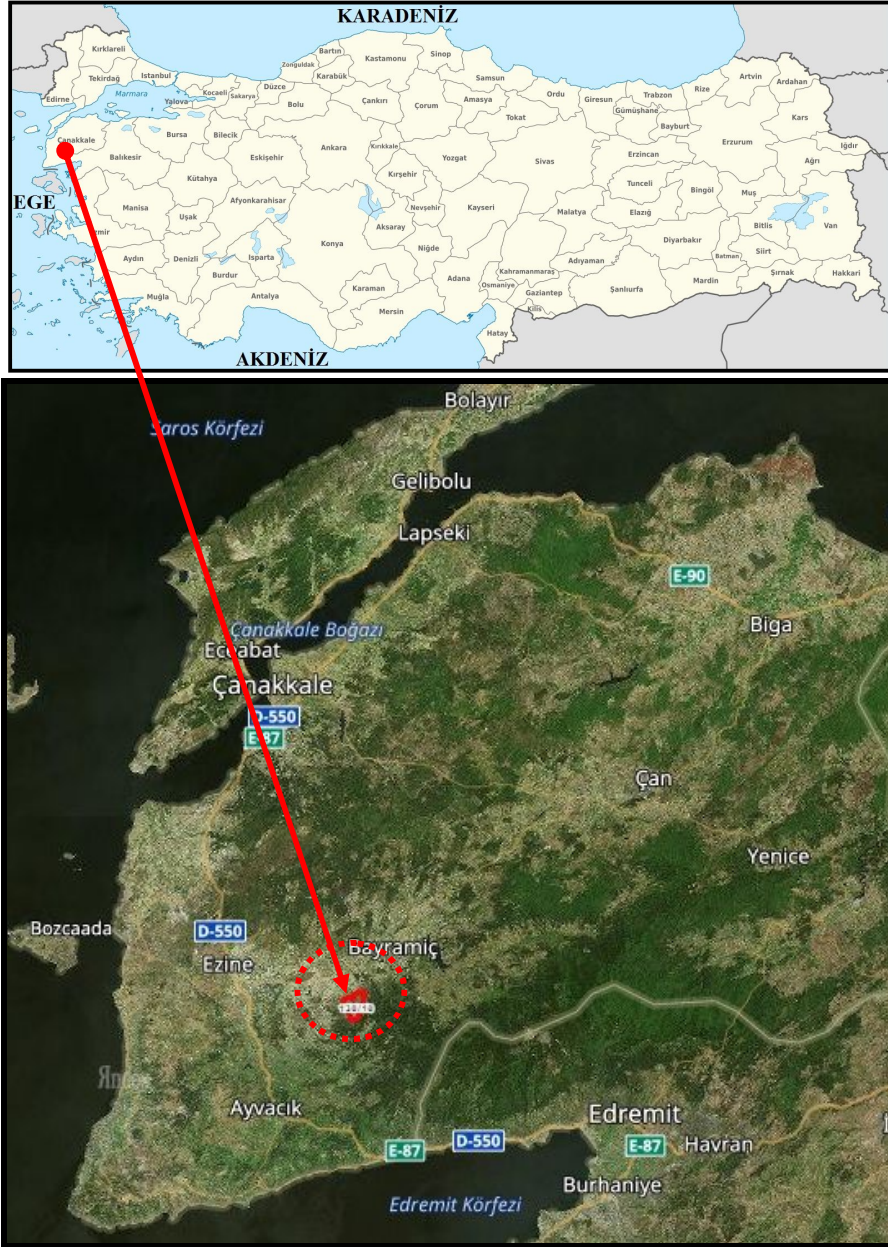 KARADENİZ
Kırklareli
Edirne
Tekirdağ
Istanbul
Marmara
Yalova
Kocaeli
Sakarya
Düzce
Zonguldak
Bartın
Karabük
Kastamonu
Sinop
Samsun
Bolu
Çankırı
Çorum
Amasya
Ordu
Giresun
Trabzon
Rize
Artvin
Ardahan
Tokat
Gümüşhane
Bayburt
Kars
Çanakkale
Balıkesir
Bursa
Bilecik
Eskişehir
Ankara
Kırıkkale
Yozgat
Sivas
Erzincan
Erzurum
Iğdır
Ağrı
Kütahya
Kırşehir
Tunceli
Bingöl
Muş
EGE
Manisa
Uşak
Afyonkarahisar
Nevşehir
Kayseri
Malatya
Elazığ
Bitlis
Van
Aksaray
Konya
Niğde
Diyarbakır
Batman
Siirt
Aydın
Denizli
Isparta
Burdur
Adıyaman
Kahramanmaraş
Osmaniye
Gaziantep
Şanlıurfa
Mardin
Şırnak
Hakkari
Muğla
Antalya
Karaman
Mersin
Adana
Kilis
Hatay
AKDENİZ
Bolayır
Saros Körfezi
Gelibolu
Lapseki
E-90
Biga
Çanakkale Boğazı
Eceabat
Çanakkale
D-550
E-87
Çan
Yenice
Bozcaada
D-550
Ezine
Bayramiç
Ayvacık
Edremit
E-87
D-550
E-87
Havran
Burhaniye
Edremit Körfezi